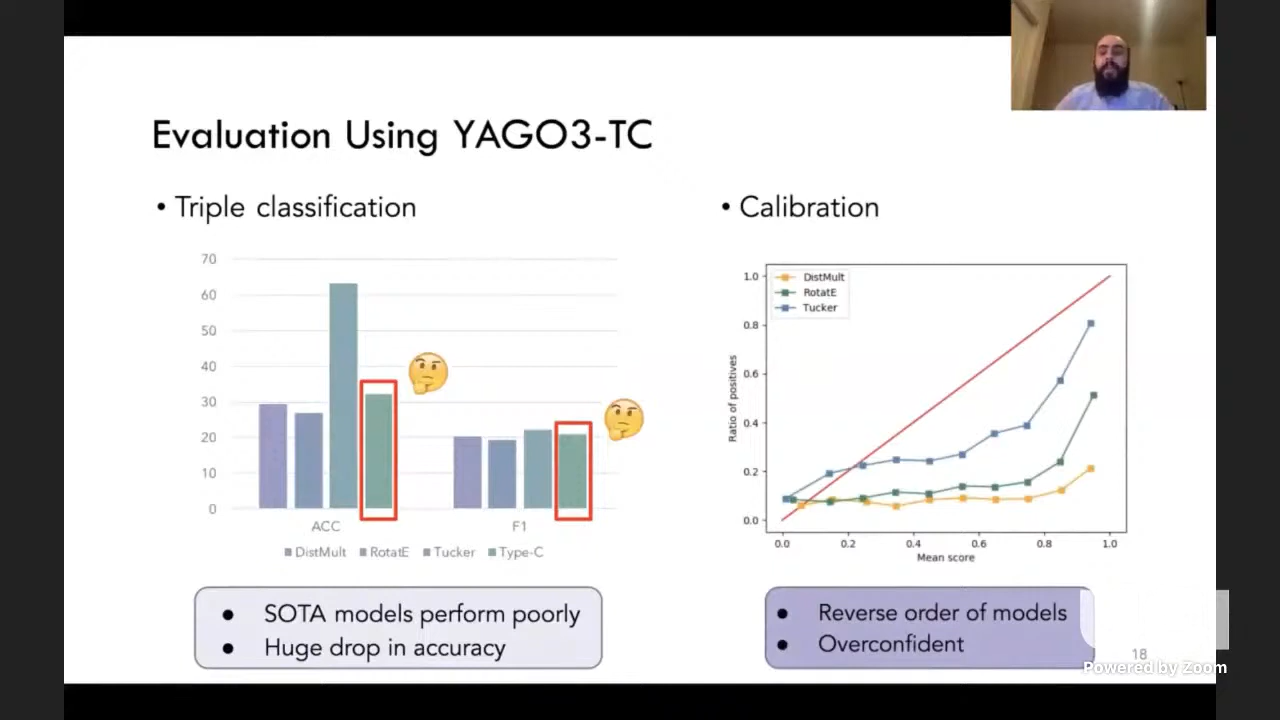 Evaluation Using YAGO3-TC
• Triple classification
70
60
50
40
30
20
10
0
ACC
F1
DistMult RotatE Tucker Type-C
● SOTA models perform poorly
● Huge drop in accuracy
• Calibration
DistMult
RotatE
Tucker
Ratio of positives
1.0
0.8
0.6
0.4
0.2
0.0
0.0 0.2 0.4 0.6 0.8 1.0
Mean score
● Reverse order of models
● Overconfident
18
Powered by Zoom